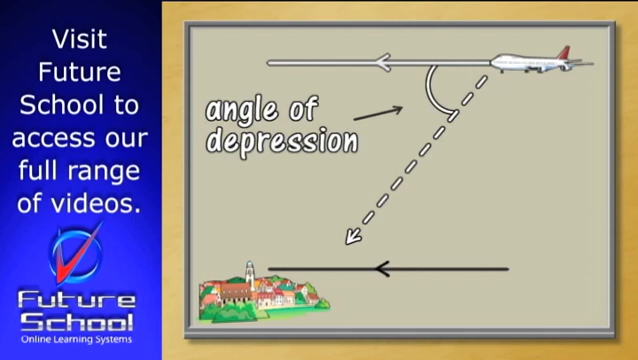 Visit
Future
School to
access our
full range
of videos.
Future
School
Online Learning Systems
angle of
depression